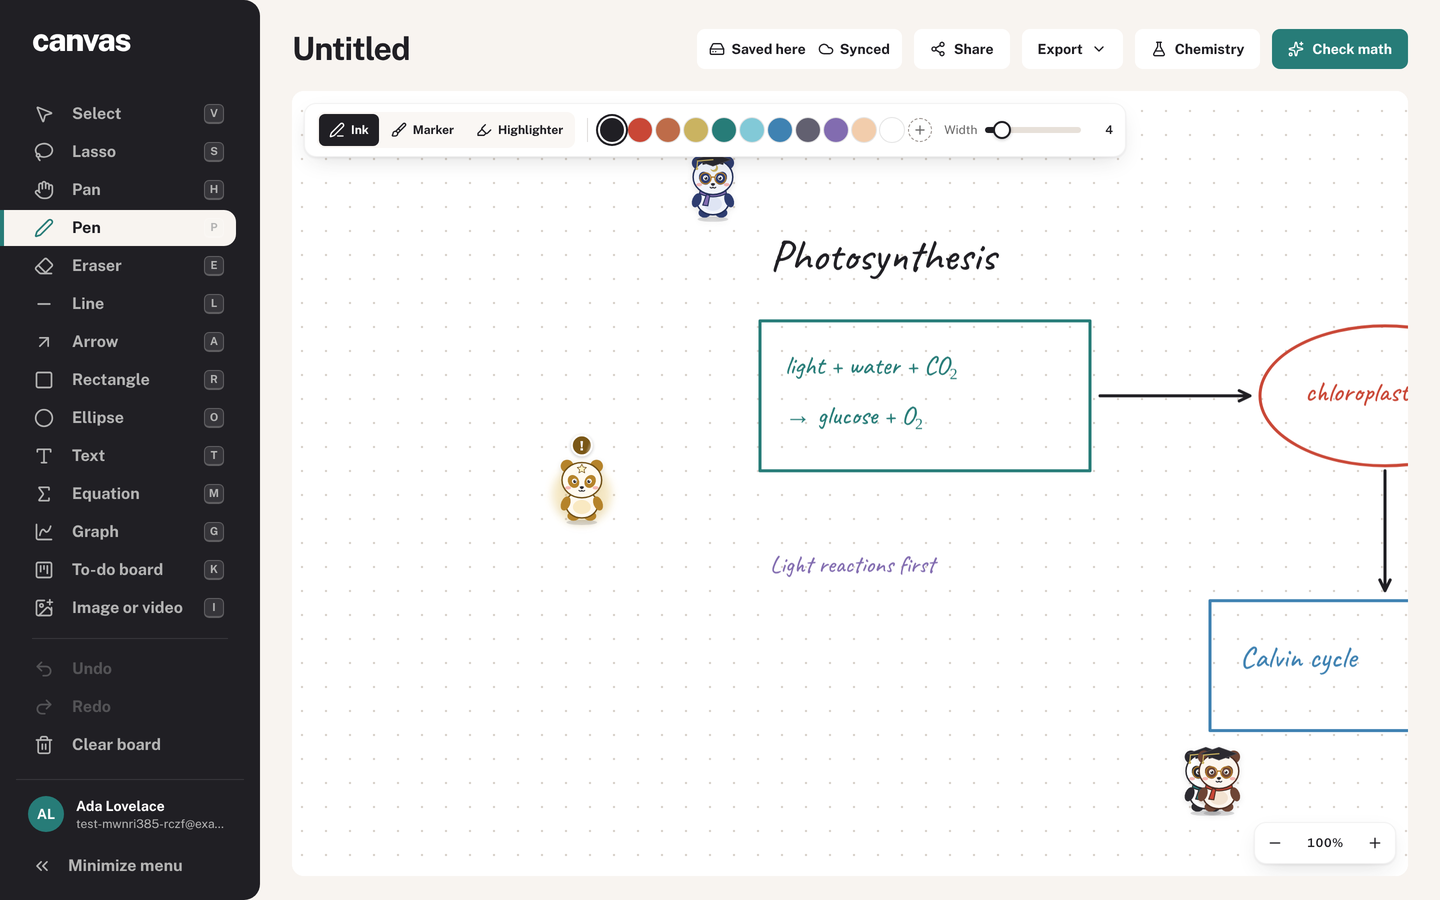 canvas
Select V
Lasso S
Pan H
Pen P
Eraser E
Line L
Arrow A
Rectangle R
Ellipse O
Text T
Equation M
Graph G
To-do board K
Image or video I
Undo
Redo
Clear board
AL
Ada Lovelace
test-mwnri385-rczf@exa...
Minimize menu
Untitled
Saved here Synced
Share
Export
Chemistry
Check math
Ink Marker Highlighter
Width 4
Photosynthesis
light + water + CO₂
→ glucose + O₂
chloroplast
!
Light reactions first
Calvin cycle
− 100% +